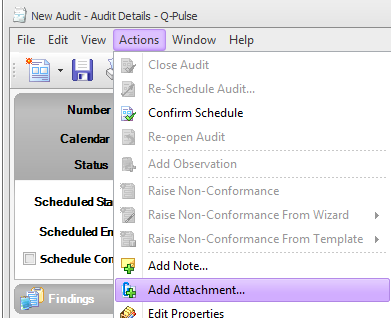 New Audit - Audit Details - Q-Pulse
File Edit View Actions Window Help
Close Audit
Re-Schedule Audit...
Number
Confirm Schedule
Calendar
Re-open Audit
Status
Add Observation
Raise Non-Conformance
Scheduled Sta
Raise Non-Conformance From Wizard
Scheduled En
Raise Non-Conformance From Template
Schedule Con
Add Note...
Add Attachment...
Findings
Edit Properties